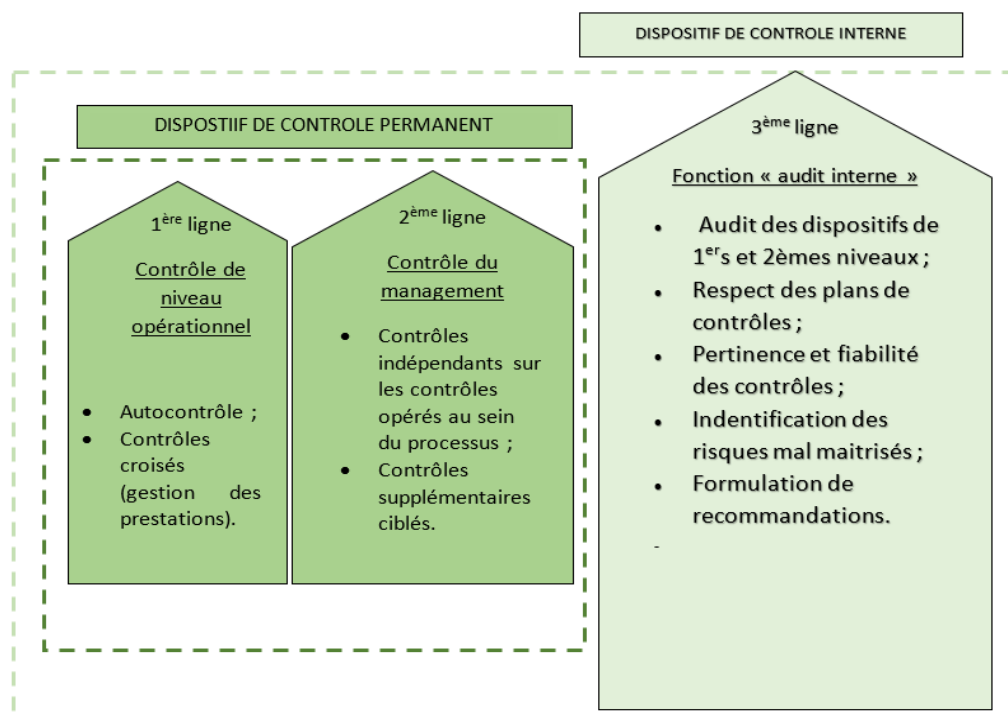 DISPOSITIF DE CONTROLE INTERNE
DISPOSTIIF DE CONTROLE PERMANENT
1ère ligne
Contrôle de
niveau
opérationnel
• Autocontrôle ;
• Contrôles
croisés
(gestion des
prestations).
2ème ligne
Contrôle du
management
• Contrôles
indépendants sur
les contrôles
opérés au sein
du processus ;
• Contrôles
supplémentaires
ciblés.
3ème ligne
Fonction « audit interne »
• Audit des dispositifs de
1ers et 2èmes niveaux ;
• Respect des plans de
contrôles ;
• Pertinence et fiabilité
des contrôles ;
• Indentification des
risques mal maitrisés ;
• Formulation de
recommandations.
-